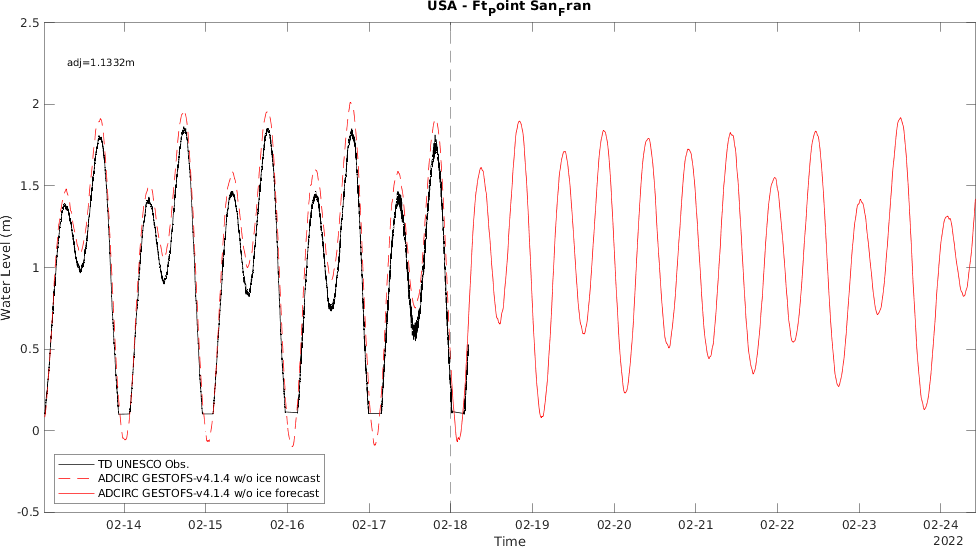 USA - Ft_Point San_Fran
2.5
adj=1.1332m
2
1.5
1
0.5
0
-0.5
Water Level (m)
TD UNESCO Obs.
ADCIRC GESTOFS-v4.1.4 w/o ice nowcast
ADCIRC GESTOFS-v4.1.4 w/o ice forecast
02-14 02-15 02-16 02-17 02-18 02-19 02-20 02-21 02-22 02-23 02-24
Time
2022